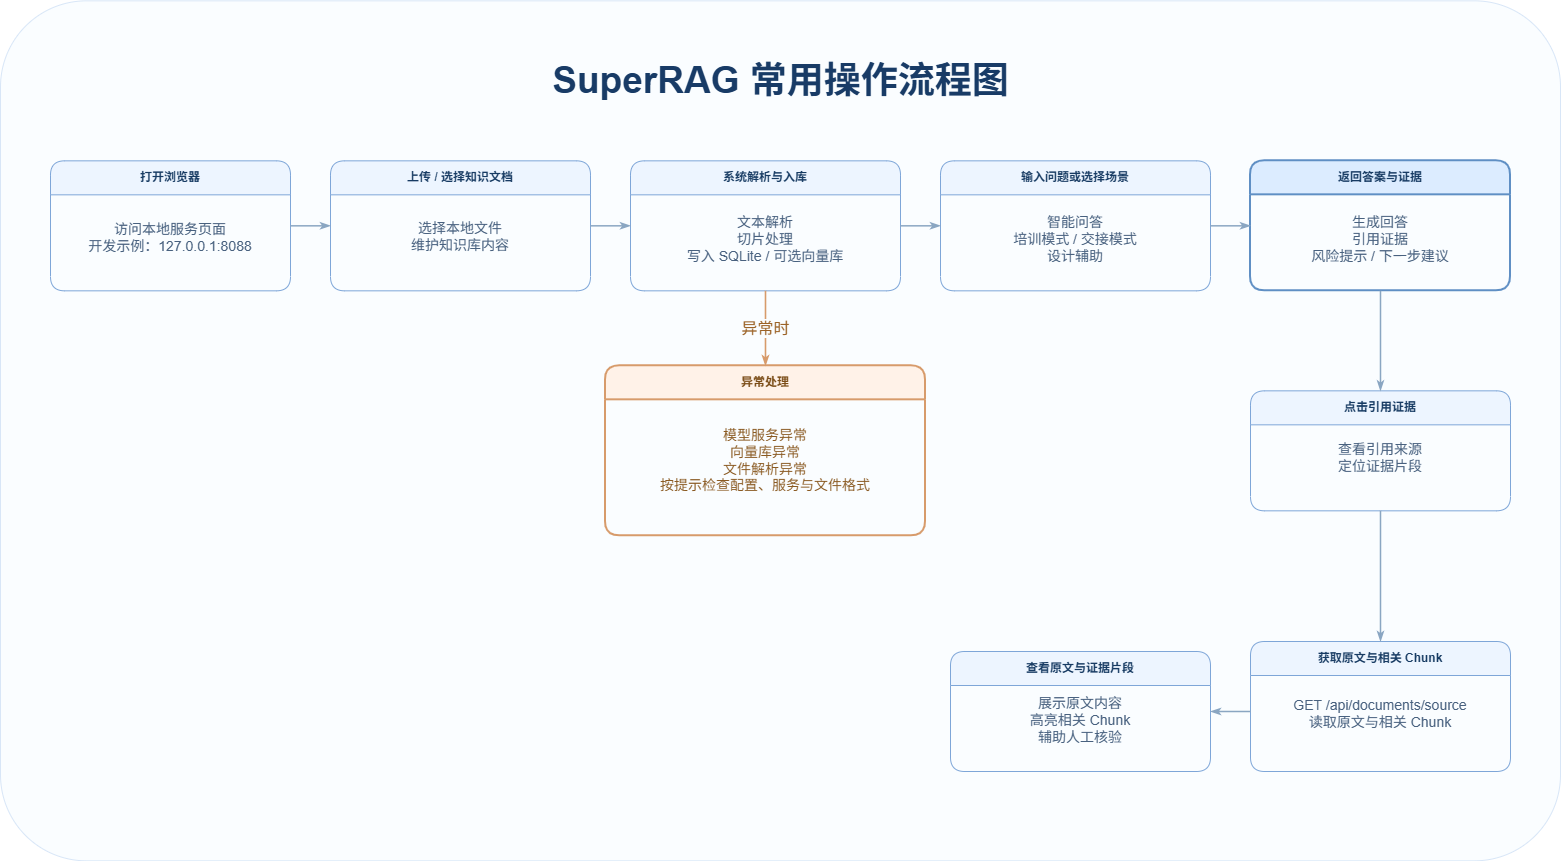 SuperRAG 常用操作流程图
打开浏览器
访问本地服务页面
开发示例：127.0.0.1:8088
上传 / 选择知识文档
选择本地文件
维护知识库内容
系统解析与入库
文本解析
切片处理
写入 SQLite / 可选向量库
输入问题或选择场景
智能问答
培训模式 / 交接模式
设计辅助
返回答案与证据
生成回答
引用证据
风险提示 / 下一步建议
异常时
异常处理
模型服务异常
向量库异常
文件解析异常
按提示检查配置、服务与文件格式
点击引用证据
查看引用来源
定位证据片段
获取原文与相关 Chunk
GET /api/documents/source
读取原文与相关 Chunk
查看原文与证据片段
展示原文内容
高亮相关 Chunk
辅助人工核验